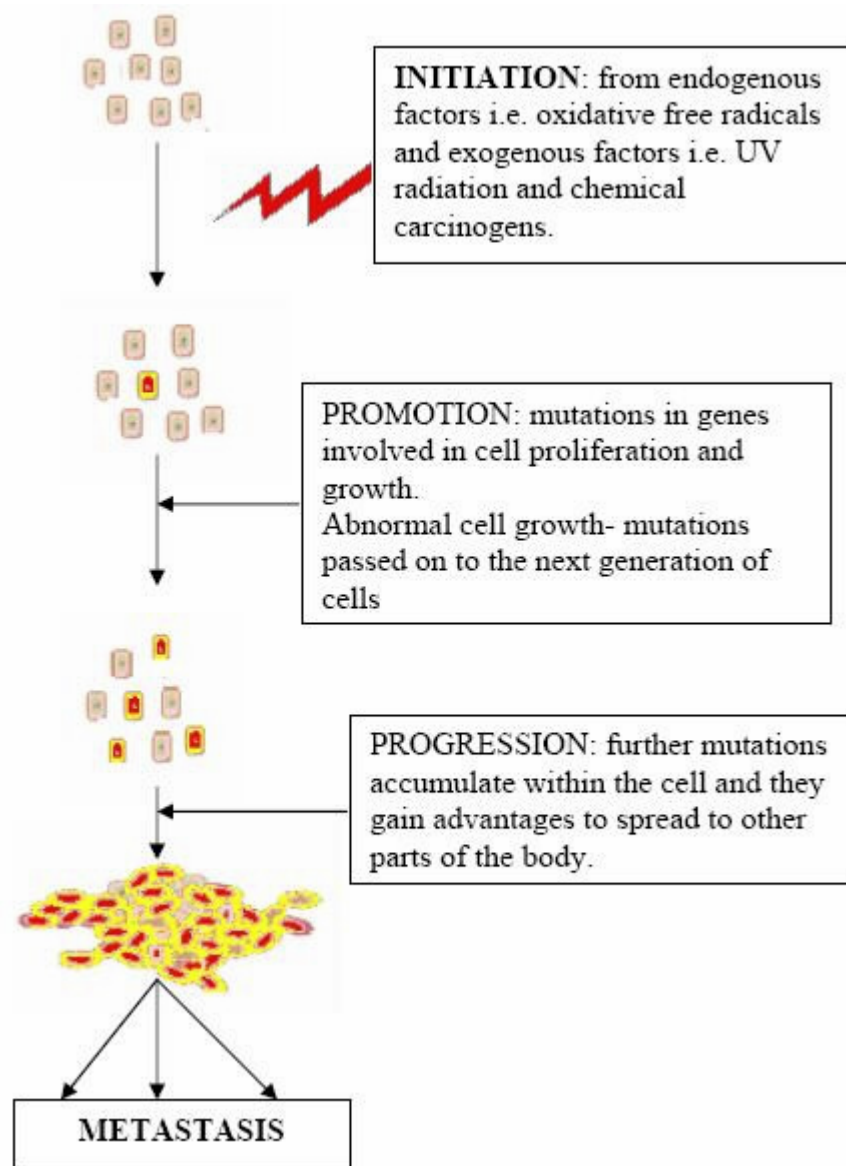 INITIATION: from endogenous
factors i.e. oxidative free radicals
and exogenous factors i.e. UV
radiation and chemical
carcinogens.
PROMOTION: mutations in genes
involved in cell proliferation and
growth.
Abnormal cell growth- mutations
passed on to the next generation of
cells
PROGRESSION: further mutations
accumulate within the cell and they
gain advantages to spread to other
parts of the body.
METASTASIS